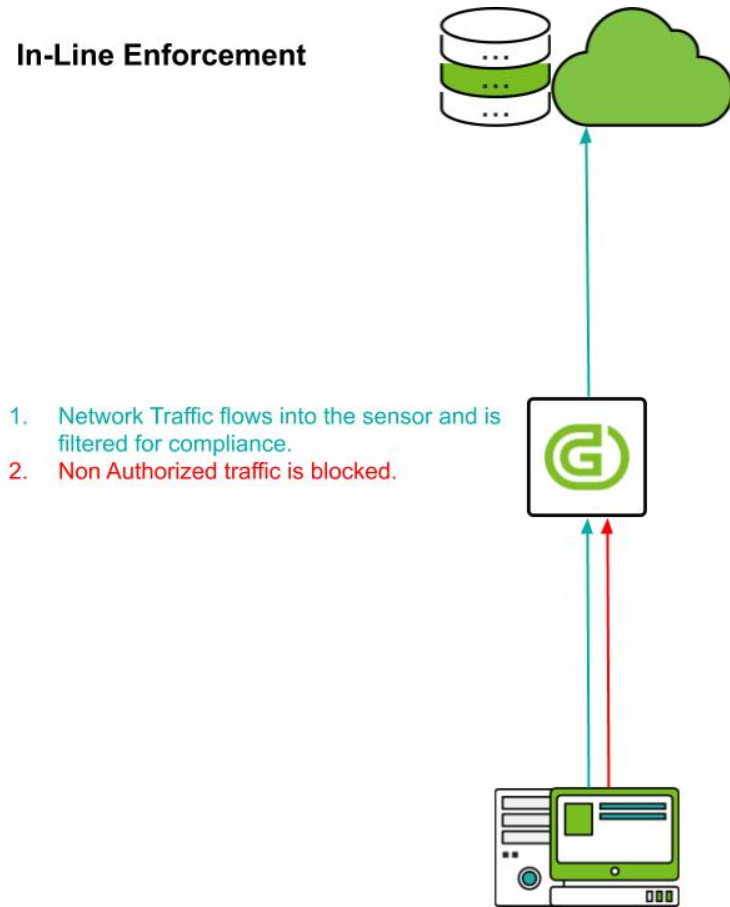 In-Line Enforcement
1. Network Traffic flows into the sensor and is
filtered for compliance.
2. Non Authorized traffic is blocked.
G